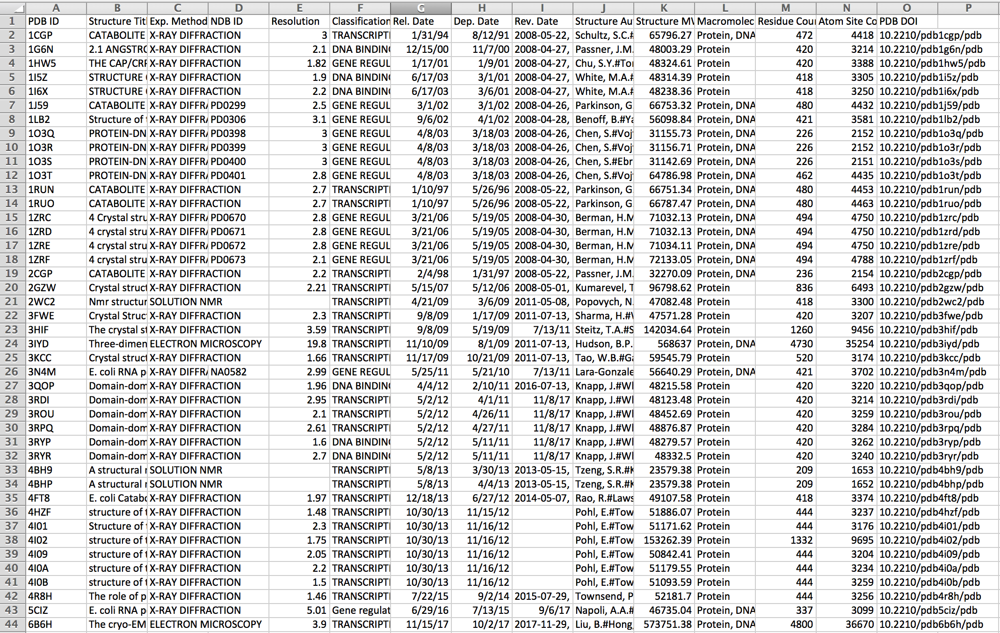 A B C D E F G H I J K L M N O P
1 PDB ID Structure Titl Exp. Method NDB ID Resolution Classification Rel. Date Dep. Date Rev. Date Structure Au Structure MW Macromolec Residue Coun Atom Site Co PDB DOI
2 1CGP CATABOLITE X-RAY DIFFRACTION 3 TRANSCRIPTI 1/31/94 8/12/91 2008-05-22, Schultz, S.C.# 65796.27 Protein, DNA 472 4418 10.2210/pdb1cgp/pdb
3 1G6N 2.1 ANGSTRO X-RAY DIFFRACTION 2.1 DNA BINDING 12/15/00 11/7/00 2008-04-27, Passner, J.M. 48003.29 Protein 420 3214 10.2210/pdb1g6n/pdb
4 1HW5 THE CAP/CRP X-RAY DIFFRACTION 1.82 GENE REGUL 1/17/01 1/9/01 2008-04-27, Chu, S.Y.#Tor 48324.61 Protein 420 3388 10.2210/pdb1hw5/pdb
5 1I5Z STRUCTURE X-RAY DIFFRACTION 1.9 DNA BINDING 6/17/03 3/1/01 2008-04-27, White, M.A.# 48314.39 Protein 418 3305 10.2210/pdb1i5z/pdb
6 1I6X STRUCTURE X-RAY DIFFRACTION 2.2 DNA BINDING 6/17/03 3/6/01 2008-04-27, White, M.A.# 48238.36 Protein 418 3250 10.2210/pdb1i6x/pdb
7 1J59 CATABOLITE X-RAY DIFFRA PD0299 2.5 GENE REGUL 3/1/02 3/1/02 2008-04-26, Parkinson, G. 66753.32 Protein, DNA 480 4432 10.2210/pdb1j59/pdb
8 1LB2 Structure of t X-RAY DIFFRA PD0306 3.1 GENE REGUL 9/6/02 4/1/02 2008-04-28, Benoff, B.#Ya 56098.84 Protein, DNA 421 3581 10.2210/pdb1lb2/pdb
9 1O3Q PROTEIN-DN X-RAY DIFFRA PD0398 3 GENE REGUL 4/8/03 3/18/03 2008-04-26, Chen, S.#Voj 31155.73 Protein, DNA 226 2152 10.2210/pdb1o3q/pdb
10 1O3R PROTEIN-DN X-RAY DIFFRA PD0399 3 GENE REGUL 4/8/03 3/18/03 2008-04-26, Chen, S.#Voj 31156.71 Protein, DNA 226 2152 10.2210/pdb1o3r/pdb
11 1O3S PROTEIN-DN X-RAY DIFFRA PD0400 3 GENE REGUL 4/8/03 3/18/03 2008-04-26, Chen, S.#Ebr 31142.69 Protein, DNA 226 2151 10.2210/pdb1o3s/pdb
12 1O3T PROTEIN-DN X-RAY DIFFRA PD0401 2.8 GENE REGUL 4/8/03 3/18/03 2008-04-26, Chen, S.#Voj 64786.98 Protein, DNA 462 4435 10.2210/pdb1o3t/pdb
13 1RUN CATABOLITE X-RAY DIFFRACTION 2.7 TRANSCRIPTI 1/10/97 5/26/96 2008-05-22, Parkinson, G. 66751.34 Protein, DNA 480 4453 10.2210/pdb1run/pdb
14 1RUO CATABOLITE X-RAY DIFFRACTION 2.7 TRANSCRIPTI 1/10/97 5/26/96 2008-05-22, Parkinson, G. 66787.47 Protein, DNA 480 4463 10.2210/pdb1ruo/pdb
15 1ZRC 4 Crystal stru X-RAY DIFFRA PD0670 2.8 GENE REGUL 3/21/06 5/19/05 2008-04-30, Berman, H.M 71032.13 Protein, DNA 494 4750 10.2210/pdb1zrc/pdb
16 1ZRD 4 crystal stru X-RAY DIFFRA PD0671 2.8 GENE REGUL 3/21/06 5/19/05 2008-04-30, Berman, H.M 71032.13 Protein, DNA 494 4750 10.2210/pdb1zrd/pdb
17 1ZRE 4 crystal stru X-RAY DIFFRA PD0672 2.8 GENE REGUL 3/21/06 5/19/05 2008-04-30, Berman, H.M 71034.11 Protein, DNA 494 4750 10.2210/pdb1zre/pdb
18 1ZRF 4 crystal stru X-RAY DIFFRA PD0673 2.1 GENE REGUL 3/21/06 5/19/05 2008-04-30, Berman, H.M 72133.05 Protein, DNA 494 4788 10.2210/pdb1zrf/pdb
19 2CGP CATABOLITE X-RAY DIFFRACTION 2.2 TRANSCRIPTI 2/4/98 1/31/97 2008-05-22, Passner, J.M. 32270.09 Protein, DNA 236 2154 10.2210/pdb2cgp/pdb
20 2GZW Crystal struct X-RAY DIFFRACTION 2.21 TRANSCRIPTI 5/15/07 5/12/06 2008-05-01, Kumarevel, T 96798.62 Protein 836 6493 10.2210/pdb2gzw/pdb
21 2WC2 Nmr structur SOLUTION NMR TRANSCRIPTI 4/21/09 3/6/09 2011-05-08, Popovych, N. 47082.48 Protein 418 3300 10.2210/pdb2wc2/pdb
22 3FWE Crystal Struct X-RAY DIFFRACTION 2.3 TRANSCRIPTI 9/8/09 1/17/09 2011-07-13, Sharma, H.#W 47571.28 Protein 420 3207 10.2210/pdb3fwe/pdb
23 3HIF The crystal st X-RAY DIFFRACTION 3.59 TRANSCRIPTI 9/8/09 5/19/09 7/13/11 Steitz, T.A.#S 142034.64 Protein 1260 9456 10.2210/pdb3hif/pdb
24 3IYD Three-dimen ELECTRON MICROSCOPY 19.8 TRANSCRIPTI 11/10/09 8/1/09 2011-07-13, Hudson, B.P. 568637 Protein, DNA 4730 35254 10.2210/pdb3iyd/pdb
25 3KCC Crystal struct X-RAY DIFFRACTION 1.66 TRANSCRIPTI 11/17/09 10/21/09 2011-07-13, Tao, W.B.#Ga 59545.79 Protein 520 3174 10.2210/pdb3kcc/pdb
26 3N4M E. coli RNA p X-RAY DIFFRA NA0582 2.99 GENE REGUL 5/25/11 5/21/10 7/13/11 Lara-Gonzale 56640.29 Protein, DNA 421 3702 10.2210/pdb3n4m/pdb
27 3QOP Domain-dom X-RAY DIFFRACTION 1.96 DNA BINDING 4/4/12 2/10/11 2016-07-13, Knapp, J.#Wh 48215.58 Protein 420 3220 10.2210/pdb3qop/pdb
28 3RDI Domain-dom X-RAY DIFFRACTION 2.95 TRANSCRIPTI 5/2/12 4/1/11 11/8/17 Knapp, J.#Wh 48123.48 Protein 420 3214 10.2210/pdb3rdi/pdb
29 3ROU Domain-dom X-RAY DIFFRACTION 2.1 TRANSCRIPTI 5/2/12 4/26/11 11/8/17 Knapp, J.#Wh 48452.69 Protein 420 3259 10.2210/pdb3rou/pdb
30 3RPQ Domain-dom X-RAY DIFFRACTION 2.61 TRANSCRIPTI 5/2/12 4/27/11 11/8/17 Knapp, J.#Wh 48876.87 Protein 420 3284 10.2210/pdb3rpq/pdb
31 3RYP Domain-dom X-RAY DIFFRACTION 1.6 DNA BINDING 5/2/12 5/11/11 11/8/17 Knapp, J.#Wh 48279.57 Protein 420 3262 10.2210/pdb3ryp/pdb
32 3RYR Domain-dom X-RAY DIFFRACTION 2.7 DNA BINDING 5/2/12 5/11/11 11/8/17 Knapp, J.#Wh 48332.5 Protein 420 3240 10.2210/pdb3ryr/pdb
33 4BH9 A structural r SOLUTION NMR TRANSCRIPTI 5/8/13 3/30/13 2013-05-15, Tzeng, S.R.#K 23579.38 Protein 209 1653 10.2210/pdb4bh9/pdb
34 4BHP A structural r SOLUTION NMR TRANSCRIPTI 5/8/13 4/4/13 2013-05-15, Tzeng, S.R.#K 23579.38 Protein 209 1652 10.2210/pdb4bhp/pdb
35 4FT8 E. coli Catabo X-RAY DIFFRACTION 1.97 TRANSCRIPTI 12/18/13 6/27/12 2014-05-07, Rao, R.#Laws 49107.58 Protein 418 3374 10.2210/pdb4ft8/pdb
36 4HZF structure of t X-RAY DIFFRACTION 1.48 TRANSCRIPTI 10/30/13 11/15/12 Pohl, E.#Tow 51886.07 Protein 444 3237 10.2210/pdb4hzf/pdb
37 4I01 Structure of t X-RAY DIFFRACTION 2.3 TRANSCRIPTI 10/30/13 11/16/12 Pohl, E.#Tow 51171.62 Protein 444 3176 10.2210/pdb4i01/pdb
38 4I02 structure of t X-RAY DIFFRACTION 1.75 TRANSCRIPTI 10/30/13 11/16/12 Pohl, E.#Tow 153262.39 Protein 1332 9695 10.2210/pdb4i02/pdb
39 4I09 structure of t X-RAY DIFFRACTION 2.05 TRANSCRIPTI 10/30/13 11/16/12 Pohl, E.#Tow 50842.41 Protein 444 3204 10.2210/pdb4i09/pdb
40 4I0A structure of t X-RAY DIFFRACTION 2.2 TRANSCRIPTI 10/30/13 11/16/12 Pohl, E.#Tow 51179.55 Protein 444 3234 10.2210/pdb4i0a/pdb
41 4I0B structure of t X-RAY DIFFRACTION 1.5 TRANSCRIPTI 10/30/13 11/16/12 Pohl, E.#Tow 51093.59 Protein 444 3259 10.2210/pdb4i0b/pdb
42 4R8H The role of p X-RAY DIFFRACTION 1.46 TRANSCRIPTI 7/22/15 9/2/14 2015-07-29, Townsend, P 52181.7 Protein 444 3256 10.2210/pdb4r8h/pdb
43 5CIZ E. coli RNA p X-RAY DIFFRACTION 5.01 Gene regulat 6/29/16 7/13/15 9/6/17 Napoli, A.A.# 46735.04 Protein, DNA 337 3099 10.2210/pdb5ciz/pdb
44 6B6H The cryo-EM ELECTRON MICROSCOPY 3.9 TRANSCRIPTI 11/15/17 10/2/17 2017-11-29, Liu, B.#Hong, 573751.38 Protein, DNA 4800 36670 10.2210/pdb6b6h/pdb